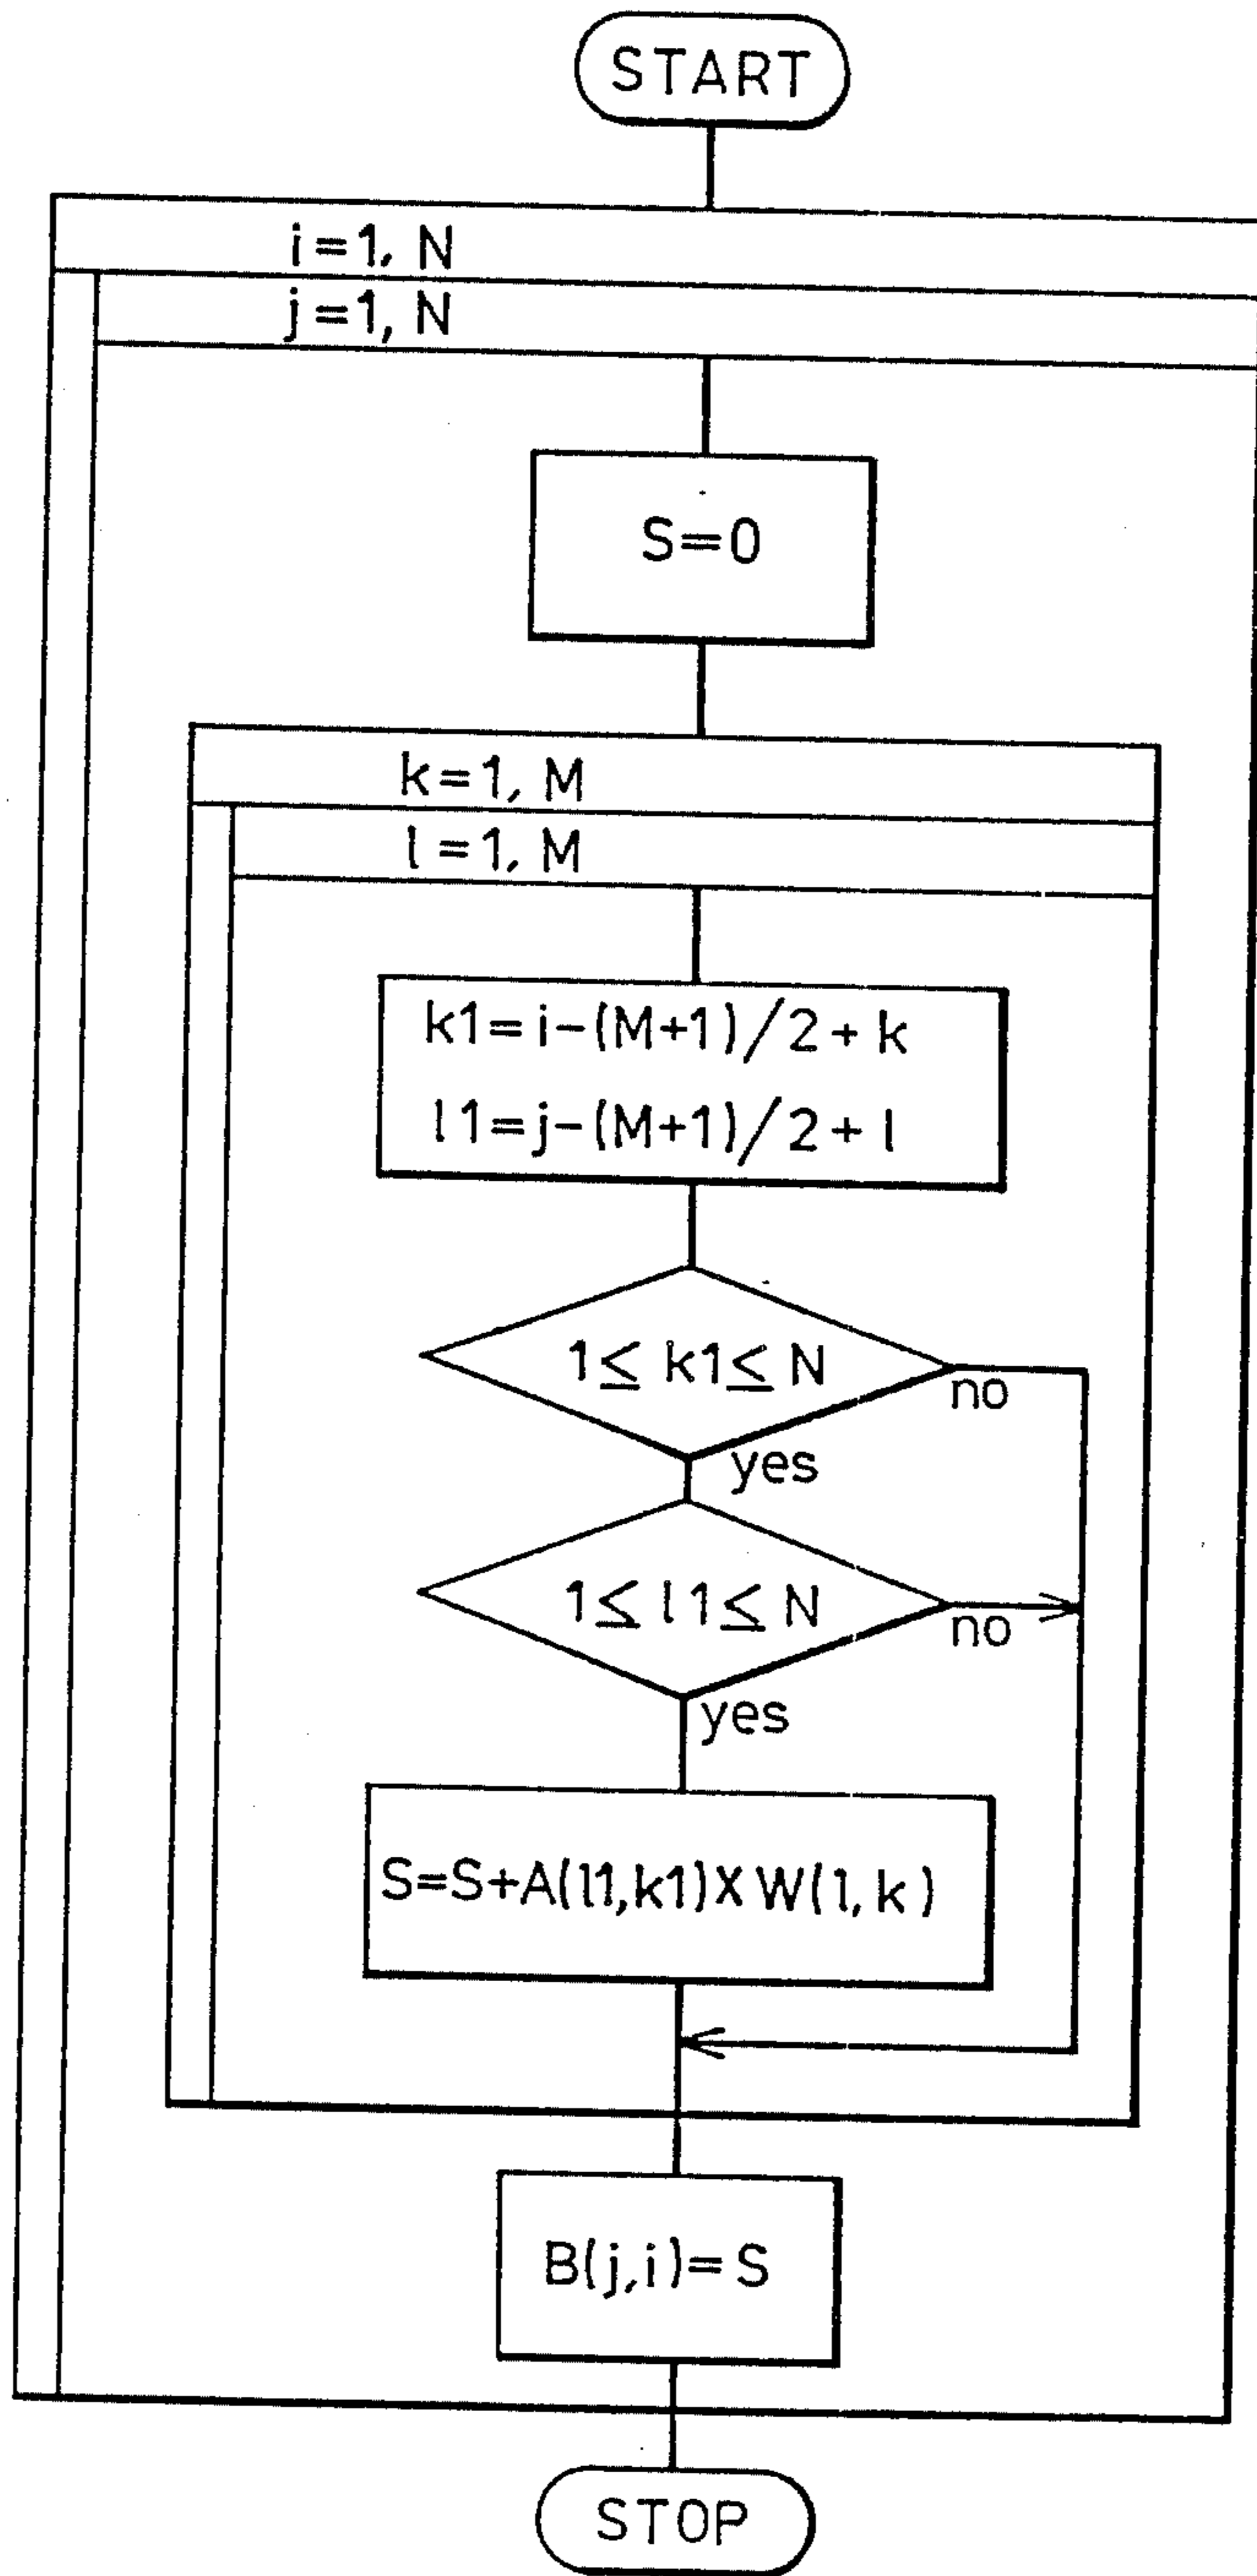 START
i=1, N
j=1, N
S=0
k=1, M
l=1, M
k1=i-(M+1)/2+k
l1=j-(M+1)/2+l
1≤ k1≤ N
no
yes
1≤ l1≤ N
no
yes
S=S+A(l1,k1)XW(l,k)
B(j,i)=S
STOP